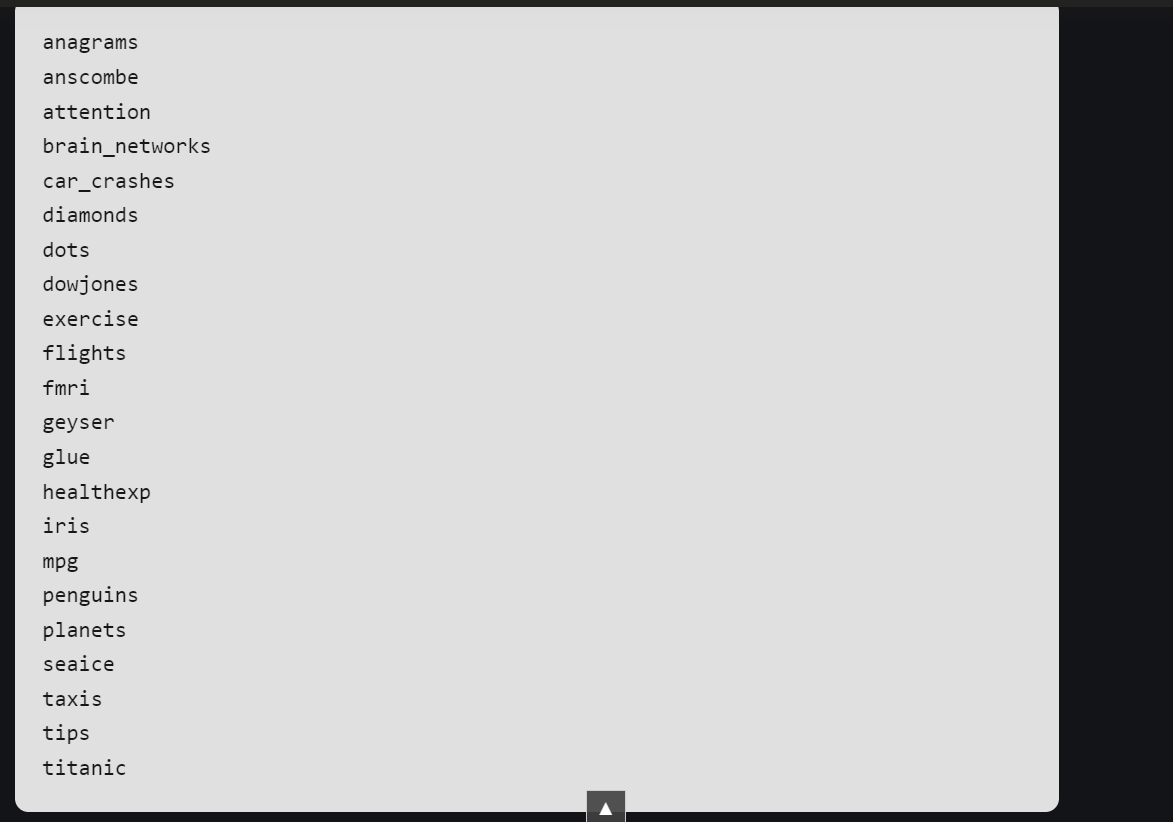 anagrams
anscombe
attention
brain_networks
car_crashes
diamonds
dots
dowjones
exercise
flights
fmri
geyser
glue
healthexp
iris
mpg
penguins
planets
seaice
taxis
tips
titanic